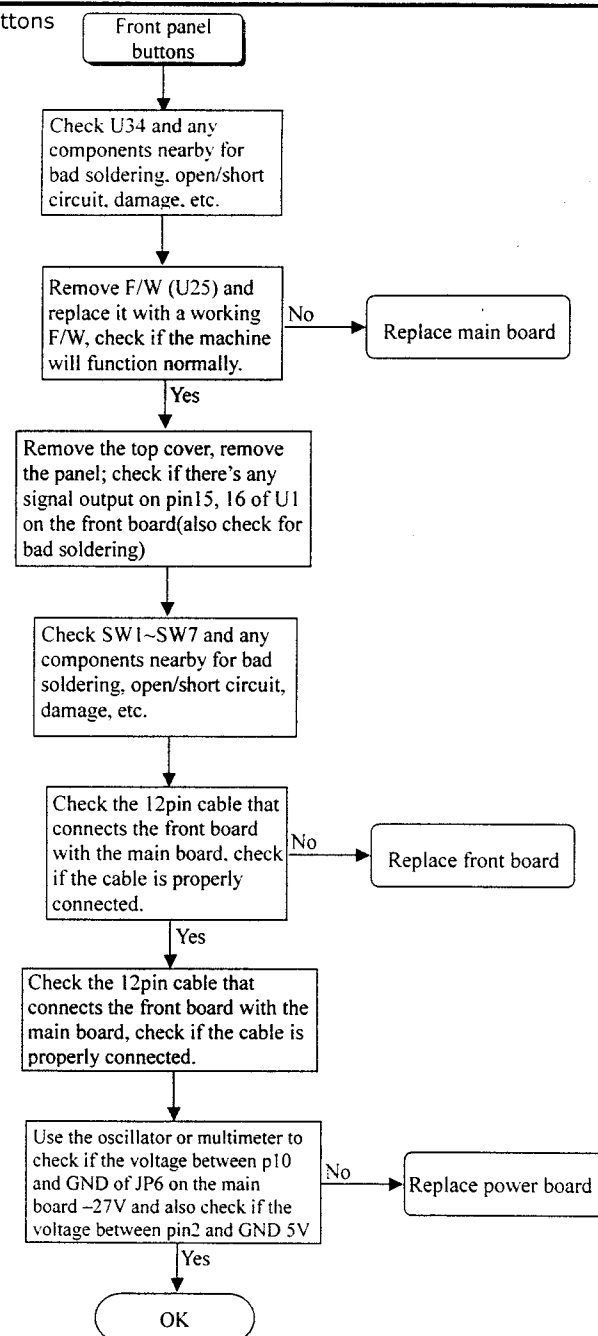 ttons
Front panel
buttons
Check U34 and any
components nearby for
bad soldering, open/short
circuit, damage, etc.
Remove F/W (U25) and
replace it with a working
F/W, check if the machine
will function normally.
No
Replace main board
Yes
Remove the top cover, remove
the panel; check if there's any
signal output on pin15, 16 of U1
on the front board(also check for
bad soldering)
Check SW1~SW7 and any
components nearby for bad
soldering, open/short circuit,
damage, etc.
Check the 12pin cable that
connects the front board
with the main board, check
if the cable is properly
connected.
No
Replace front board
Yes
Check the 12pin cable that
connects the front board with the
main board, check if the cable is
properly connected.
Use the oscillator or multimeter to
check if the voltage between p10
and GND of JP6 on the main
board –27V and also check if the
voltage between pin2 and GND 5V
No
Replace power board
Yes
OK